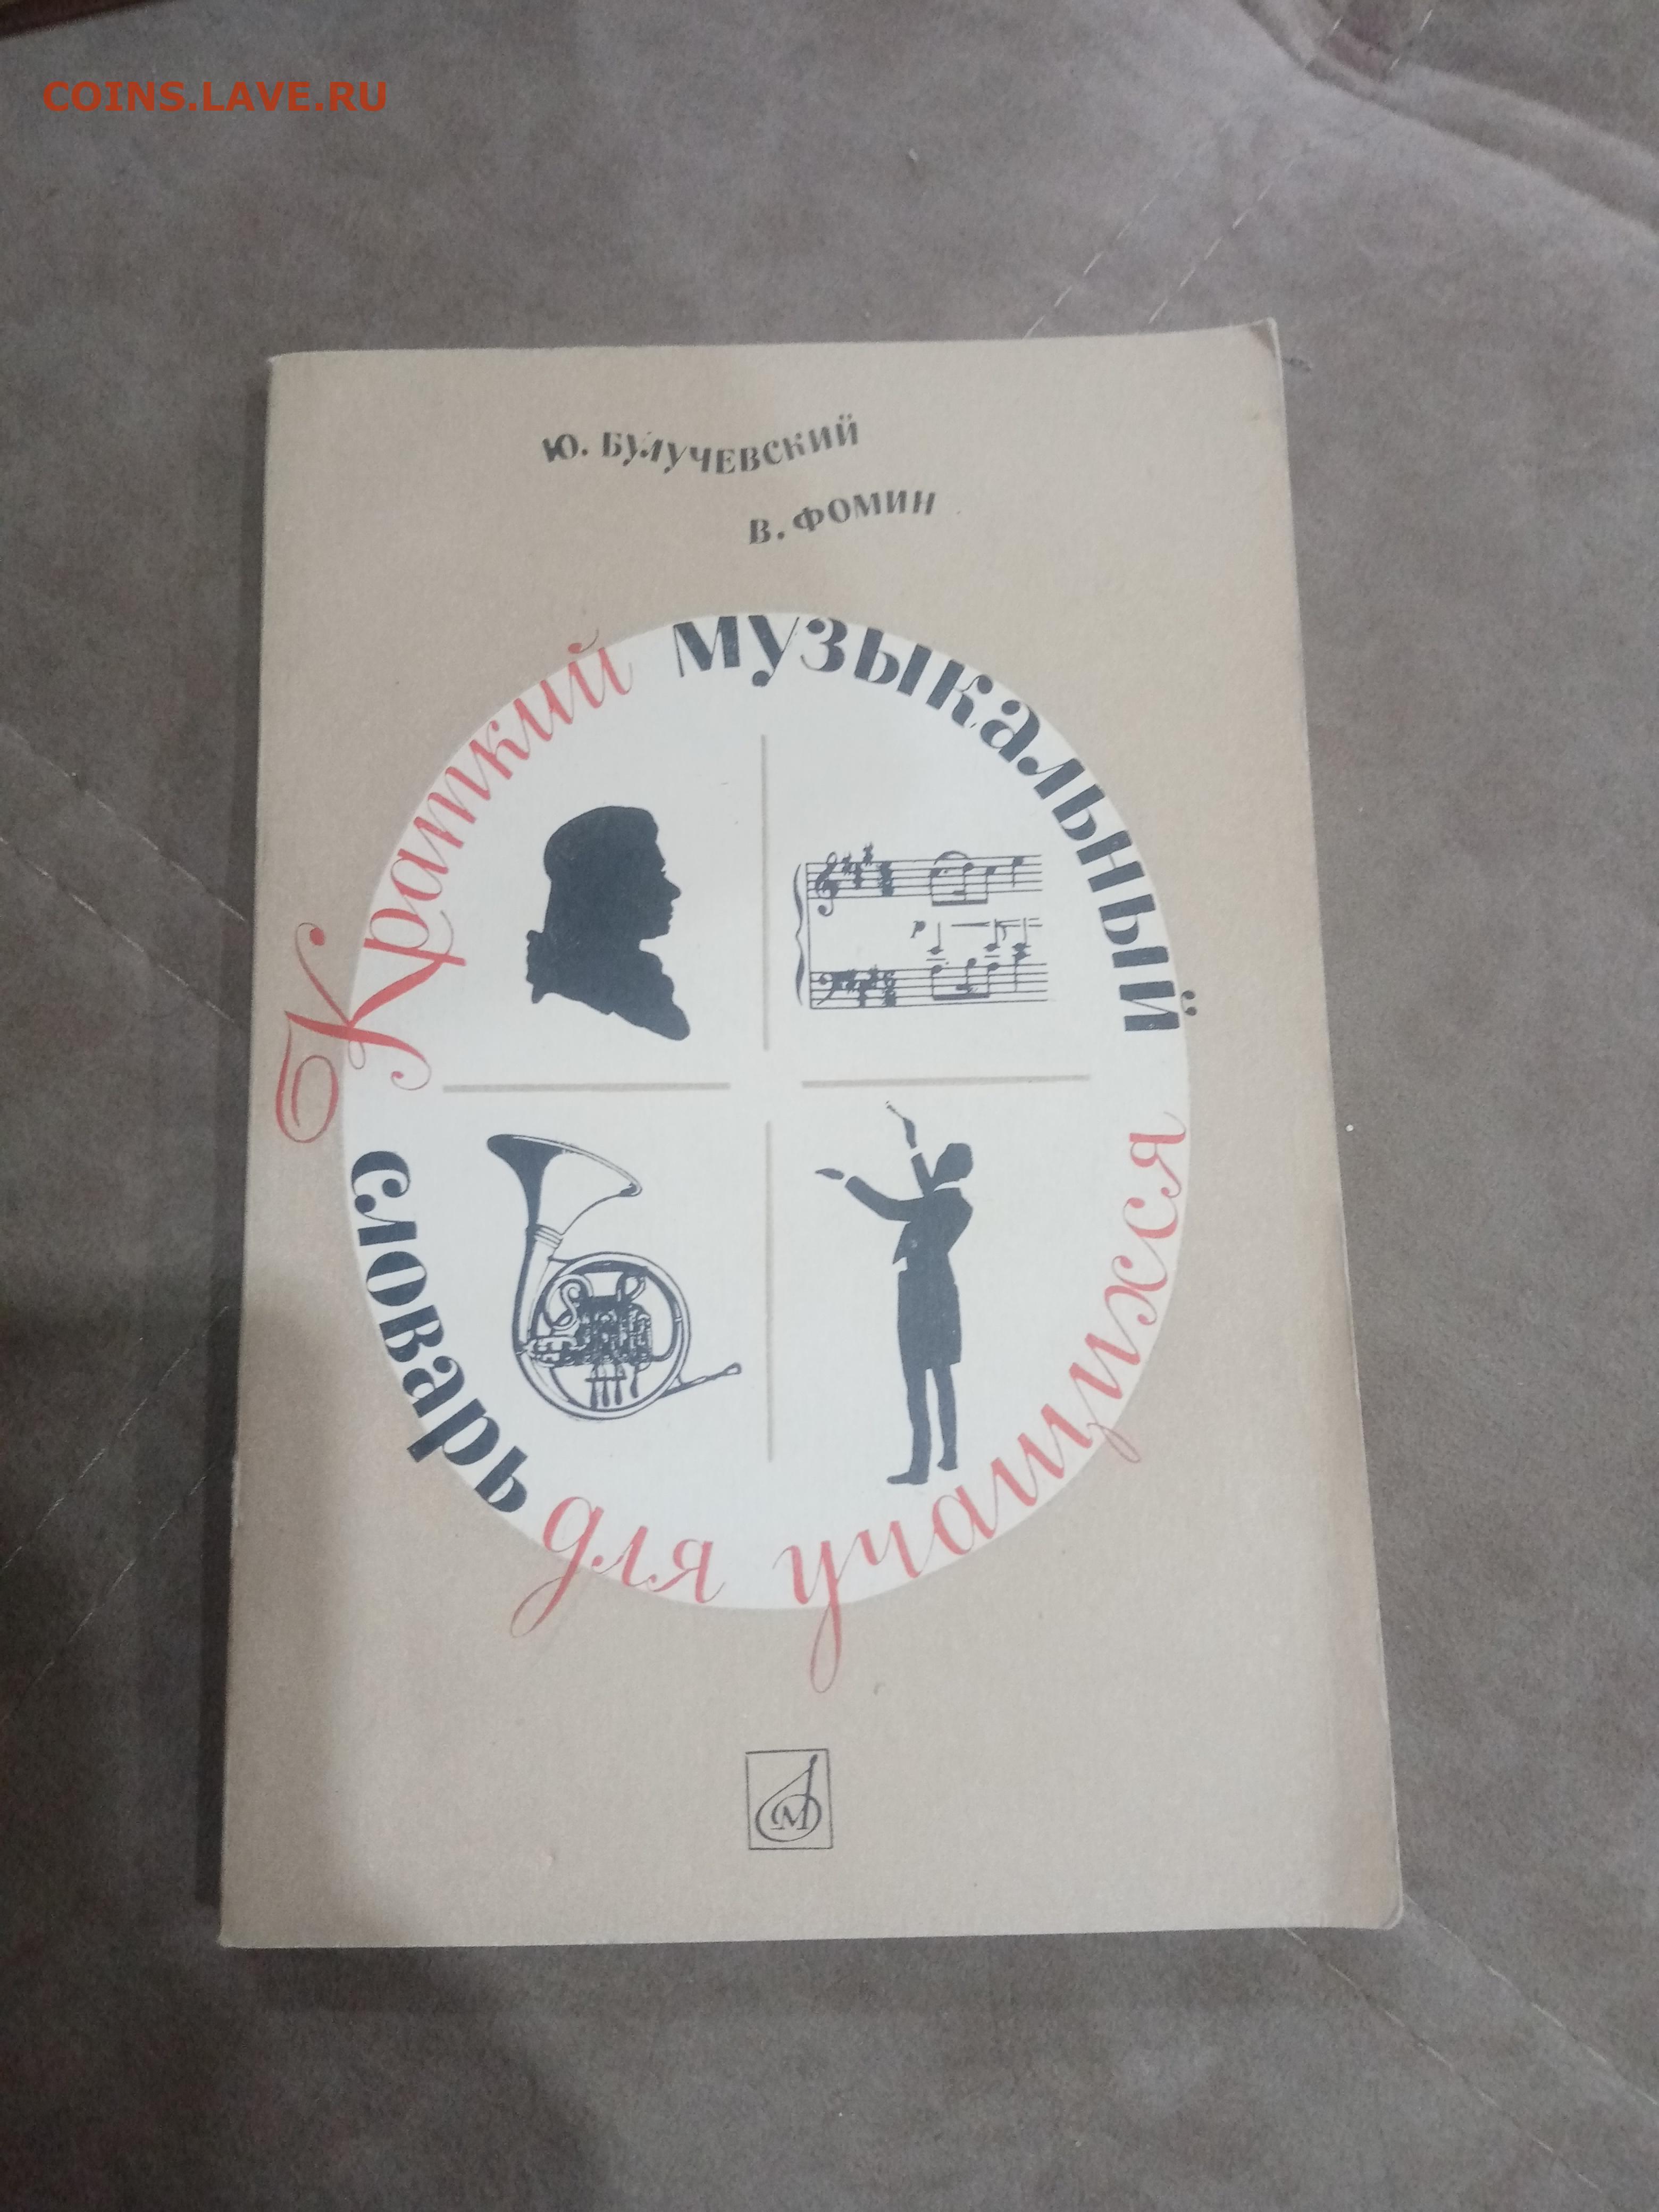 COINS.LAVE.RU
Ю. БУЛУЧЕВСКИЙ
В. ФОМИН
Краткий музыкальный
словарь для учащихся
p
М